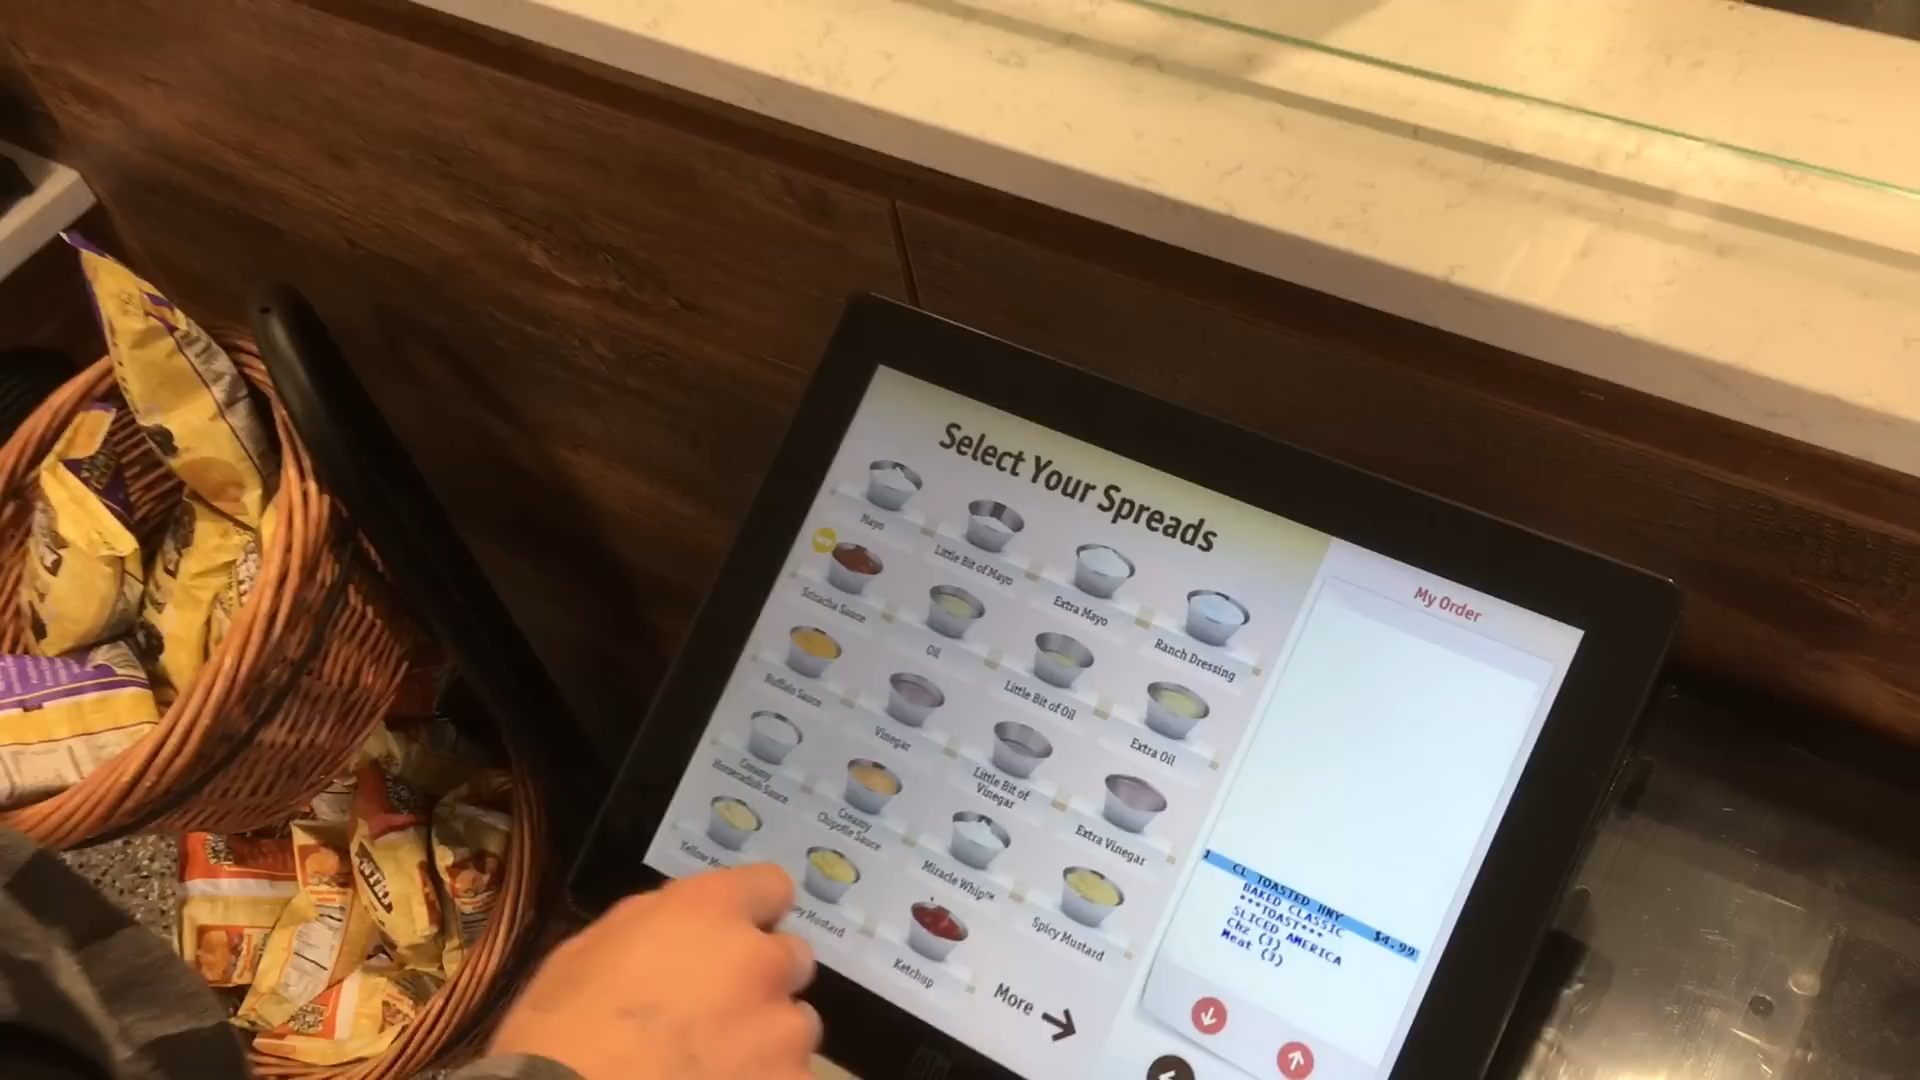 Select Your Spreads
Mayo
Little Bit of Mayo
Extra Mayo
Ranch Dressing
Sriracha Sauce
Oil
Little Bit of Oil
Extra Oil
Buffalo Sauce
Vinegar
Little Bit of
Vinegar
Extra Vinegar
Creamy
Horseradish Sauce
Creamy
Chipotle Sauce
Miracle Whip™
Spicy Mustard
Yellow
Mustard
Ketchup
More
My Order
1 CL TOASTED HNY $4.99
BAKED CLASSIC
***TOAST***
SLICED AMERICA
Chz (3)
Meat (3)